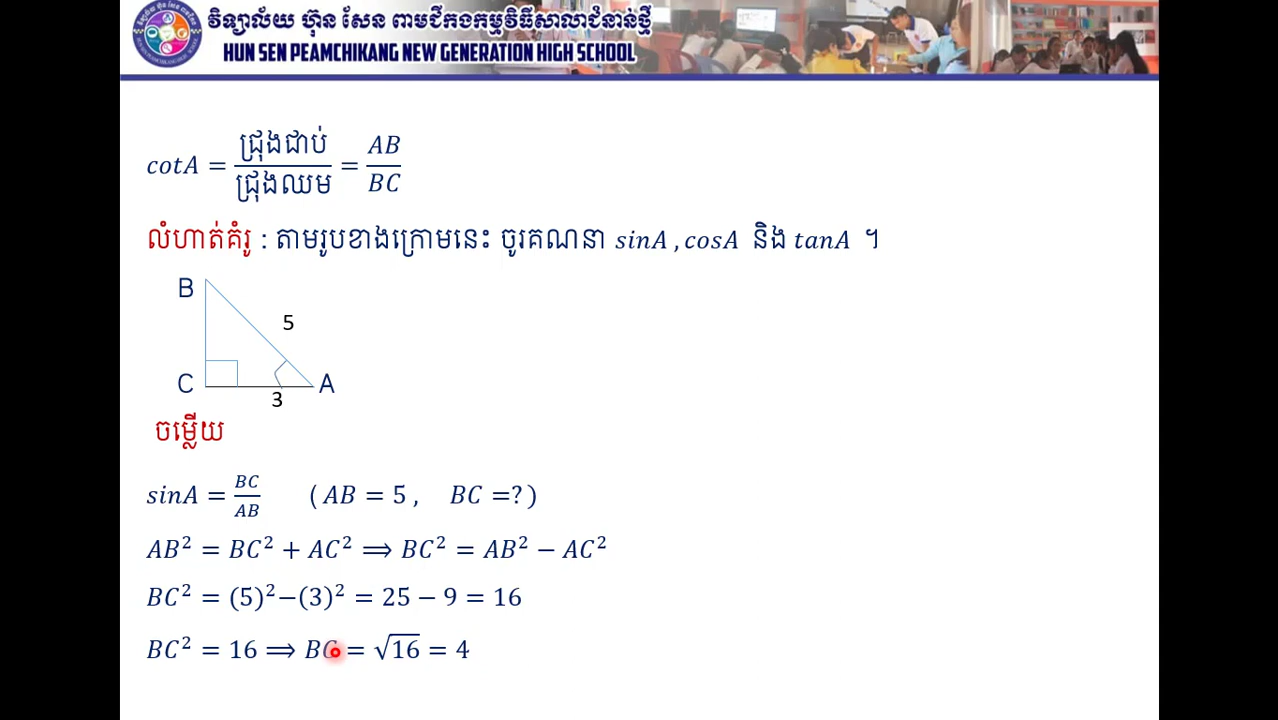 វិទ្យាល័យ ហ៊ុន សែន ពាមជីកងកម្មវិធីសាលាជំនាន់ថ្មី
HUN SEN PEAMCHIKANG NEW GENERATION HIGH SCHOOL
cotA = ជ្រុងជាប់/ជ្រុងឈម = AB/BC
លំហាត់គំរូ : តាមរូបខាងក្រោមនេះ ចូរគណនា sinA , cosA និង tanA ។
B
5
C
A
3
ចម្លើយ
sinA = BC/AB ( AB = 5 , BC =? )
AB² = BC² + AC² ⟹ BC² = AB² − AC²
BC² = (5)²−(3)² = 25 − 9 = 16
BC² = 16 ⟹ BC = √16 = 4